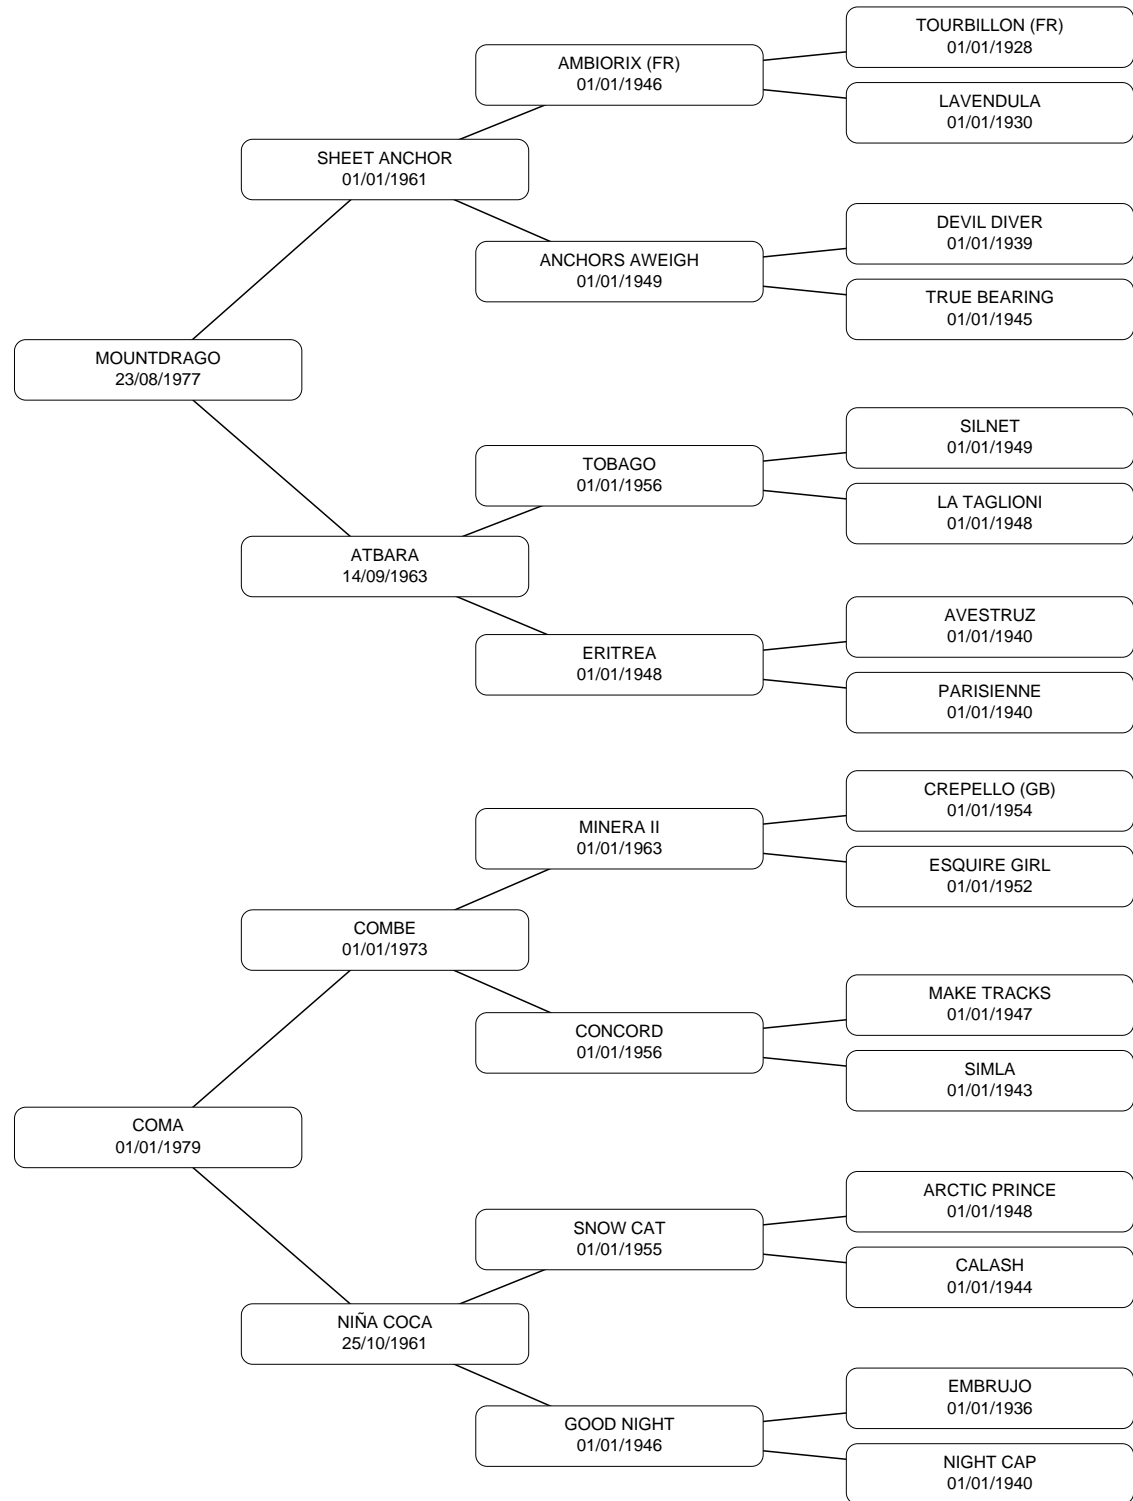 TOURBILLON (FR)
01/01/1928
AMBIORIX (FR)
01/01/1946
LAVENDULA
01/01/1930
SHEET ANCHOR
01/01/1961
DEVIL DIVER
01/01/1939
ANCHORS AWEIGH
01/01/1949
TRUE BEARING
01/01/1945
MOUNTDRAGO
23/08/1977
SILNET
01/01/1949
TOBAGO
01/01/1956
LA TAGLIONI
01/01/1948
ATBARA
14/09/1963
AVESTRUZ
01/01/1940
ERITREA
01/01/1948
PARISIENNE
01/01/1940
CREPELLO (GB)
01/01/1954
MINERA II
01/01/1963
ESQUIRE GIRL
01/01/1952
COMBE
01/01/1973
MAKE TRACKS
01/01/1947
CONCORD
01/01/1956
SIMLA
01/01/1943
COMA
01/01/1979
ARCTIC PRINCE
01/01/1948
SNOW CAT
01/01/1955
CALASH
01/01/1944
NIÑA COCA
25/10/1961
EMBRUJO
01/01/1936
GOOD NIGHT
01/01/1946
NIGHT CAP
01/01/1940